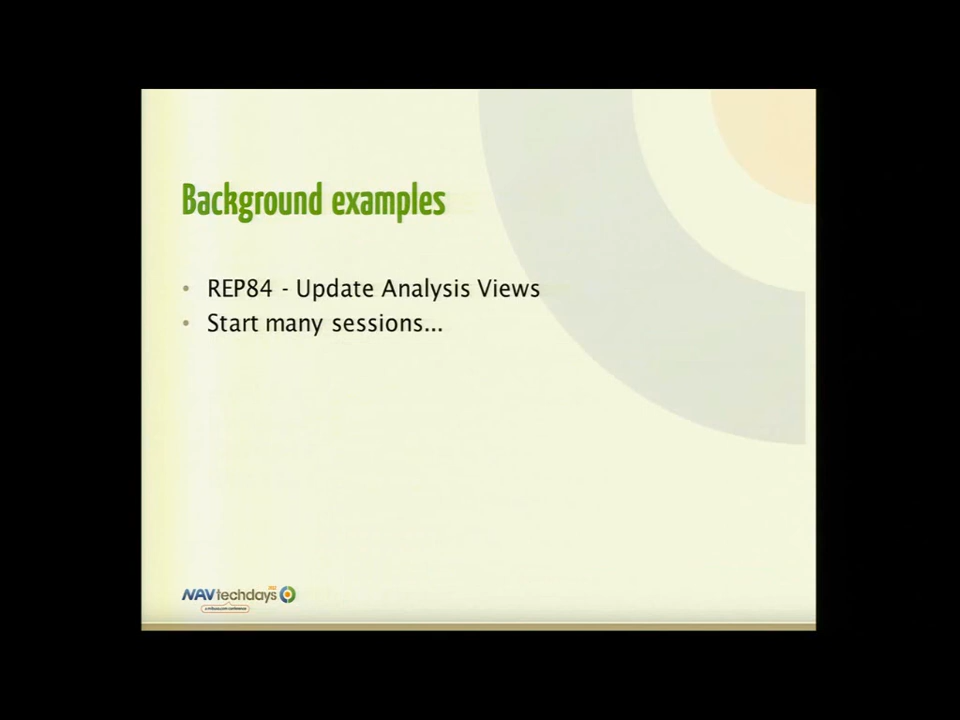 Background examples
• REP84 - Update Analysis Views
• Start many sessions...
NAVtechdays